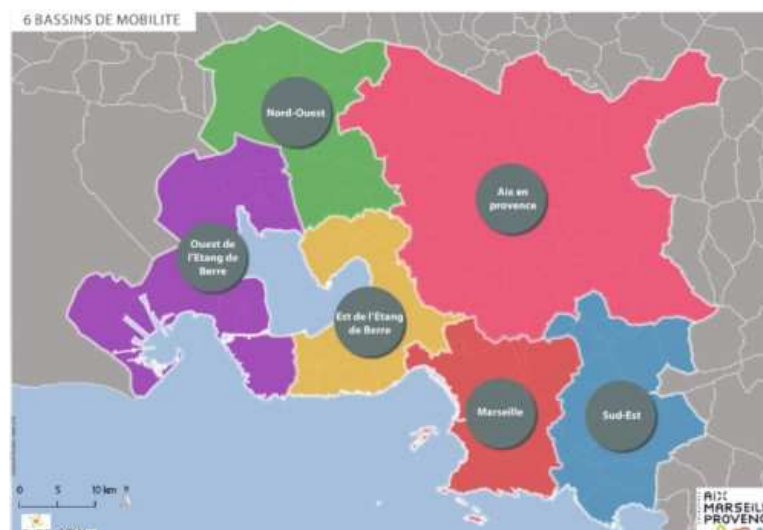 6 BASSINS DE MOBILITE
Nord-Ouest
Aix en
provence
Ouest de
l'Etang de
Berre
Est de l'Étang
de Berre
Marseille
Sud-Est
0 5 10 km
AIX
MARSEILLE
PROVENCE